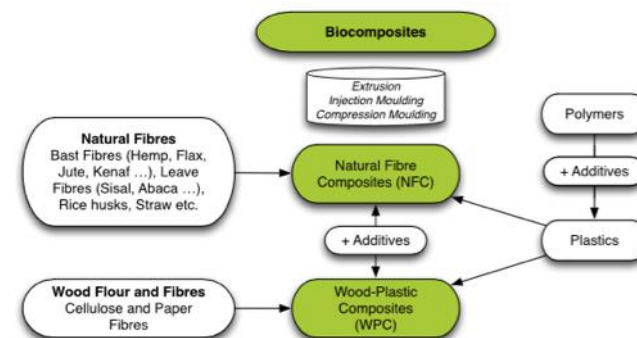 Biocomposites
Extrusion
Injection Moulding
Compression Moulding
Polymers
Natural Fibres
Bast Fibres (Hemp, Flax,
Jute, Kenaf ...), Leave
Fibres (Sisal, Abaca ...),
Rice husks, Straw etc.
Natural Fibre
Composites (NFC)
+ Additives
+ Additives
Plastics
Wood Flour and Fibres
Cellulose and Paper
Fibres
Wood-Plastic
Composites
(WPC)